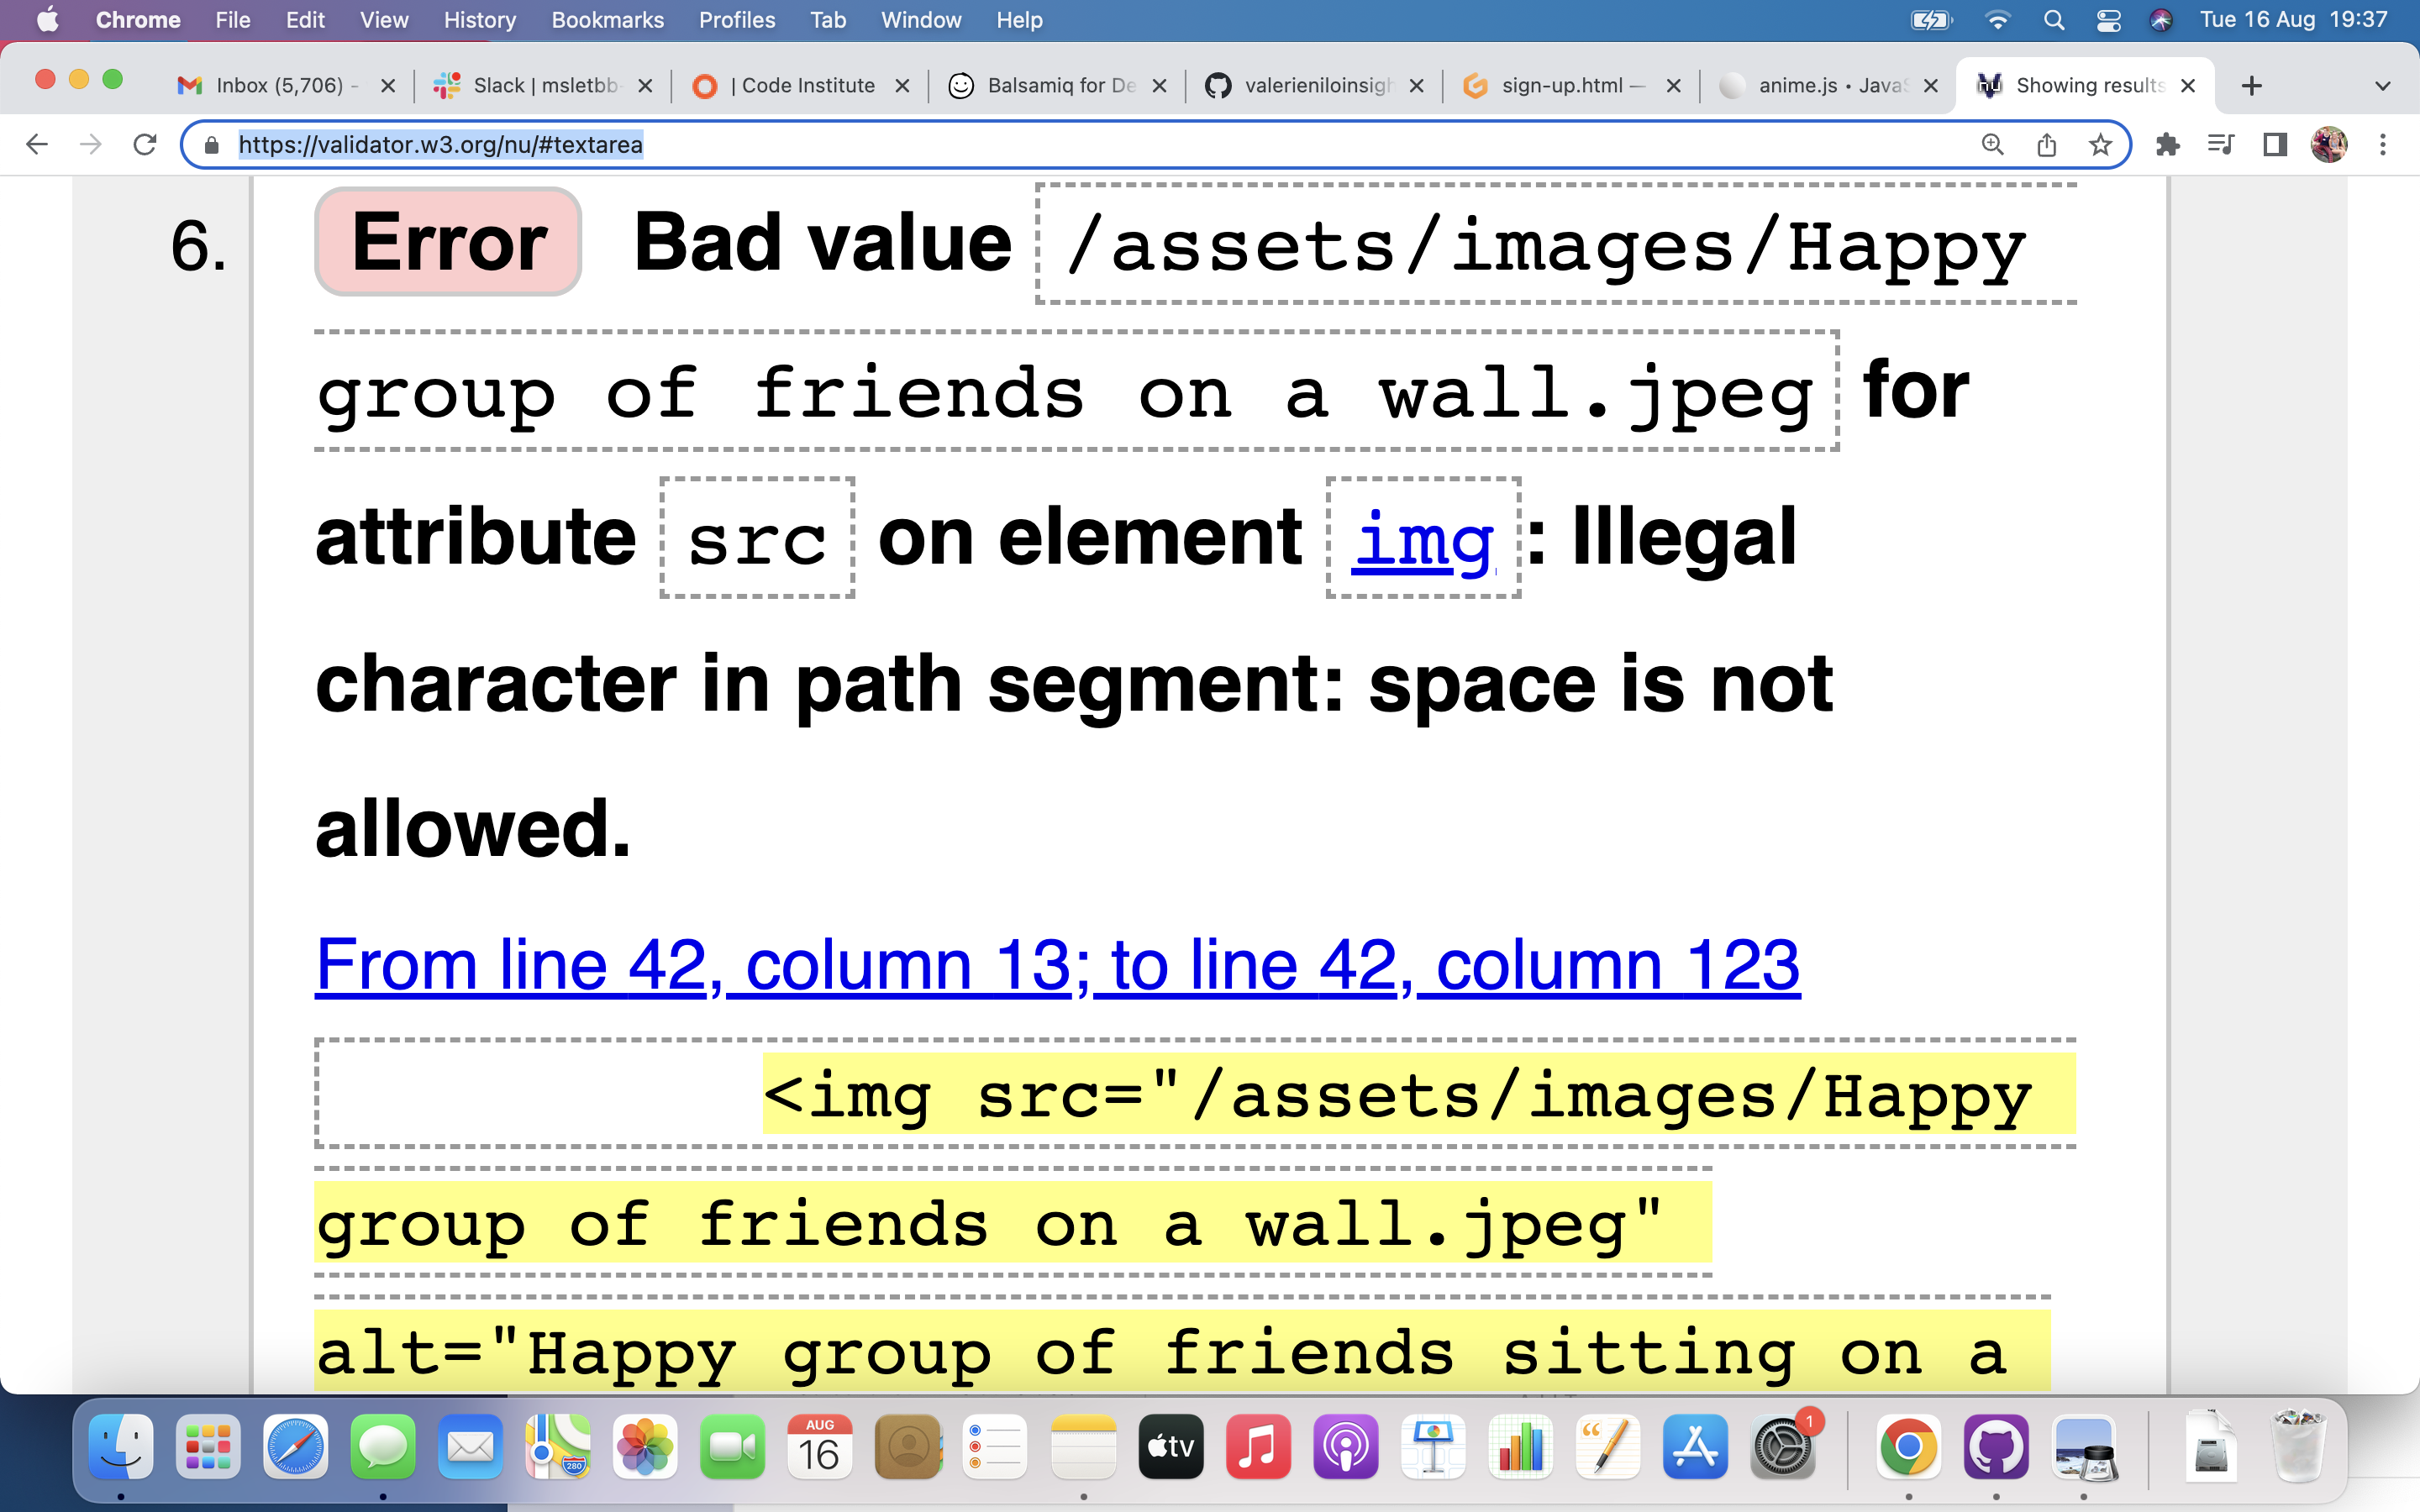 Chrome File Edit View History Bookmarks Profiles Tab Window Help Tue 16 Aug 19:37
Inbox (5,706) - Slack | msletbb- | Code Institute Balsamiq for De valerieniloinsigh sign-up.html — anime.js • JavaS Showing results
https://validator.w3.org/nu/#textarea
6. Error Bad value /assets/images/Happy
group of friends on a wall.jpeg for
attribute src on element img: Illegal
character in path segment: space is not
allowed.
From line 42, column 13; to line 42, column 123
<img src="/assets/images/Happy
group of friends on a wall.jpeg"
alt="Happy group of friends sitting on a
280
AUG
16
tv
1